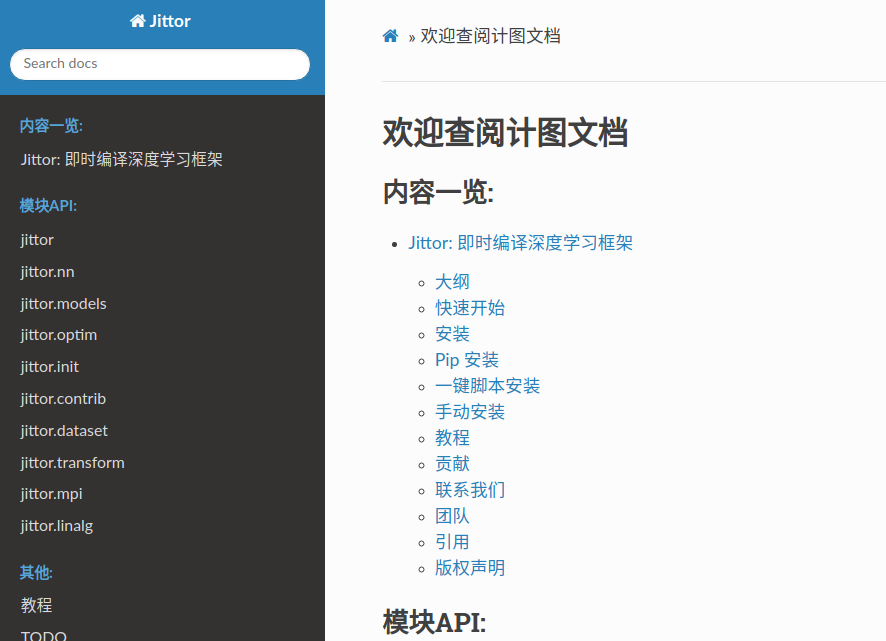 Jittor
Search docs
内容一览:
Jittor: 即时编译深度学习框架
模块API:
jittor
jittor.nn
jittor.models
jittor.optim
jittor.init
jittor.contrib
jittor.dataset
jittor.transform
jittor.mpi
jittor.linalg
其他:
教程
TODO
» 欢迎查阅计图文档
欢迎查阅计图文档
内容一览:
Jittor: 即时编译深度学习框架
大纲
快速开始
安装
Pip 安装
一键脚本安装
手动安装
教程
贡献
联系我们
团队
引用
版权声明
模块API: